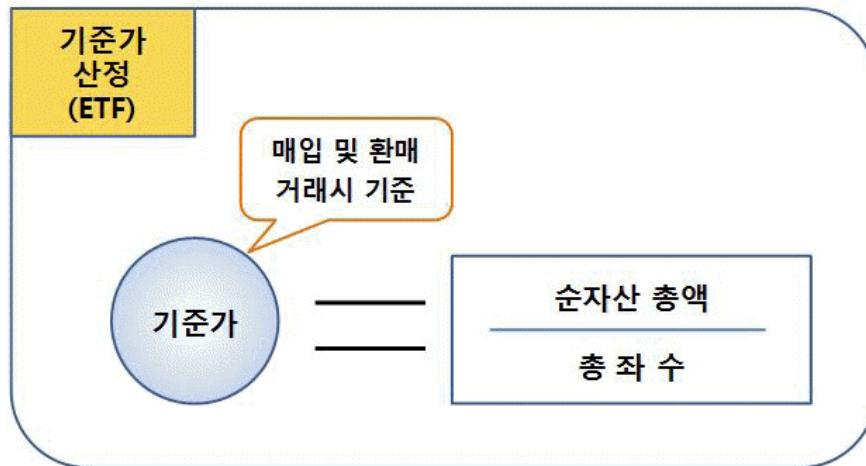 기준가
산정
(ETF)
매입 및 환매
거래시 기준
기준가
순자산 총액
총 좌 수